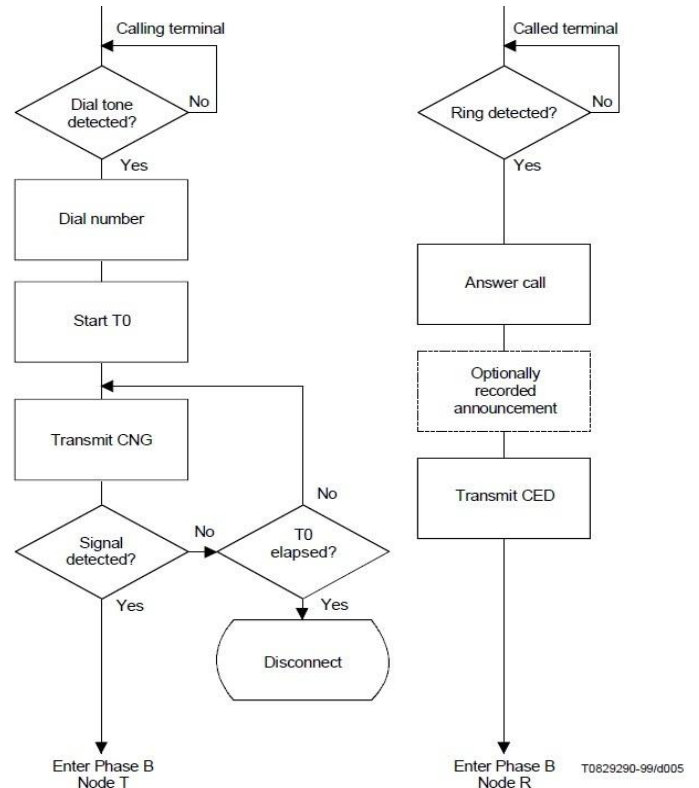 Calling terminal
Dial tone
detected?
No
Yes
Dial number
Start T0
Transmit CNG
Signal
detected?
No
Yes
No
T0
elapsed?
Yes
Disconnect
Enter Phase B
Node T
Called terminal
Ring detected?
No
Yes
Answer call
Optionally
recorded
announcement
Transmit CED
Enter Phase B
Node R
T0829290-99/d005